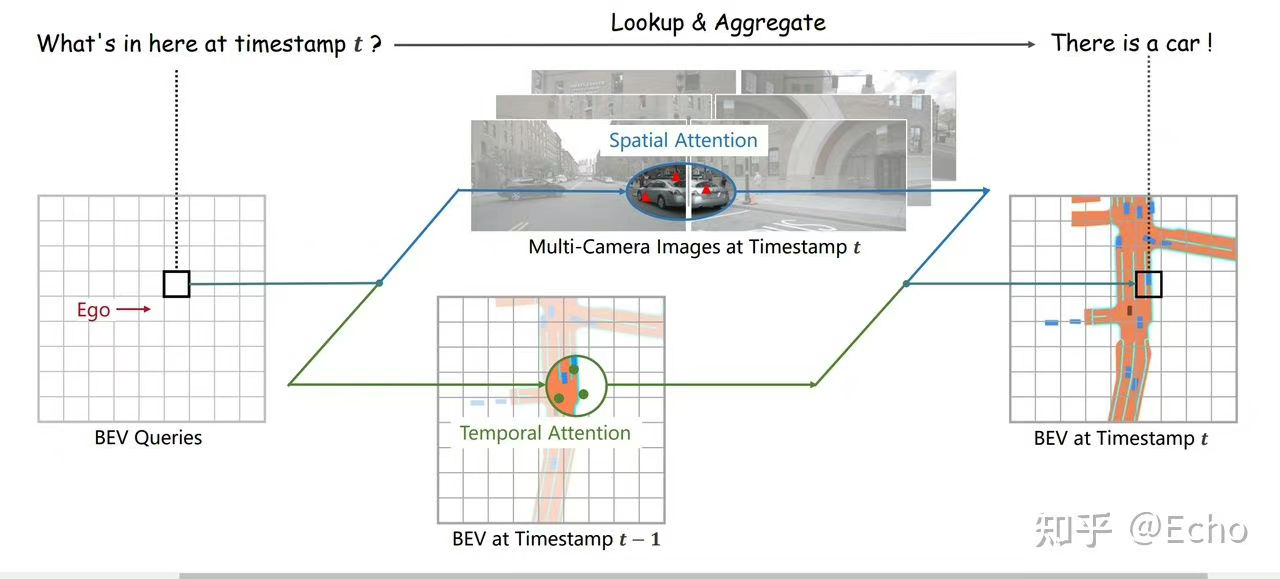 Lookup & Aggregate
What's in here at timestamp t ?
There is a car !
Spatial Attention
Multi-Camera Images at Timestamp t
Ego
BEV Queries
Temporal Attention
BEV at Timestamp t
BEV at Timestamp t − 1
知乎 @Echo